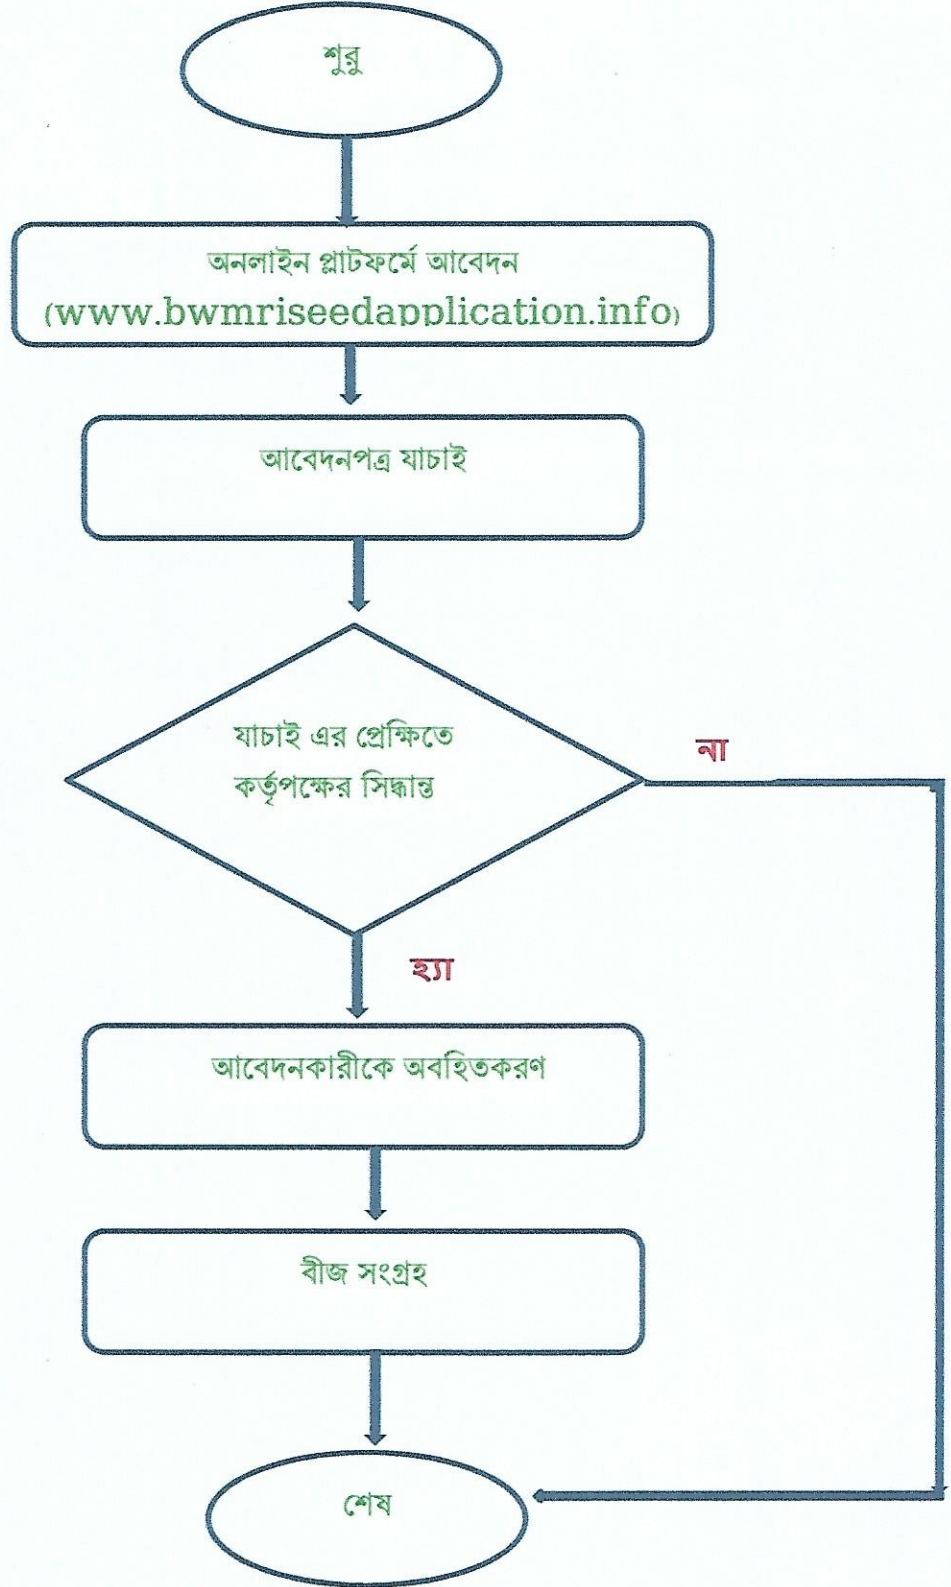 শুরু
অনলাইন প্লাটফর্মে আবেদন
(www.bwmriseedapplication.info)
আবেদনপত্র যাচাই
যাচাই এর প্রেক্ষিতে
কর্তৃপক্ষের সিদ্ধান্ত
না
হ্যা
আবেদনকারীকে অবহিতকরণ
বীজ সংগ্রহ
শেষ